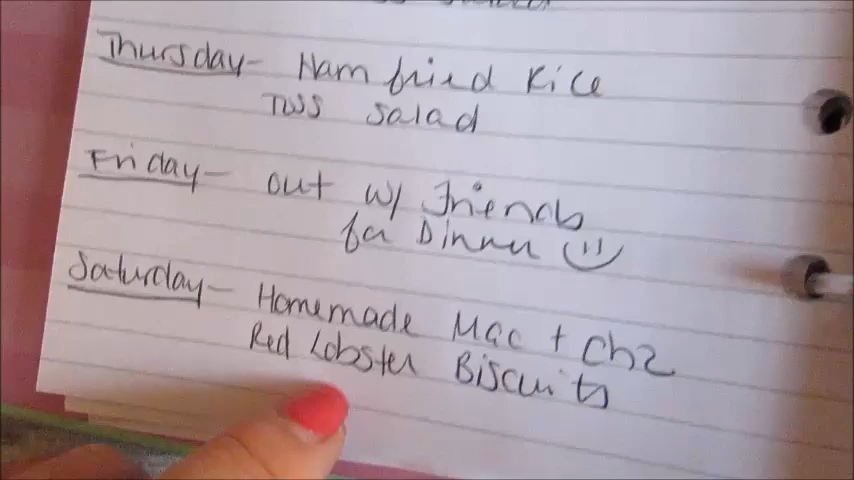 Thursday- Ham fried Rice
Toss Salad
Friday- out w/ Friends
for Dinner
Saturday- Homemade Mac + Chz
Red Lobster Biscuits